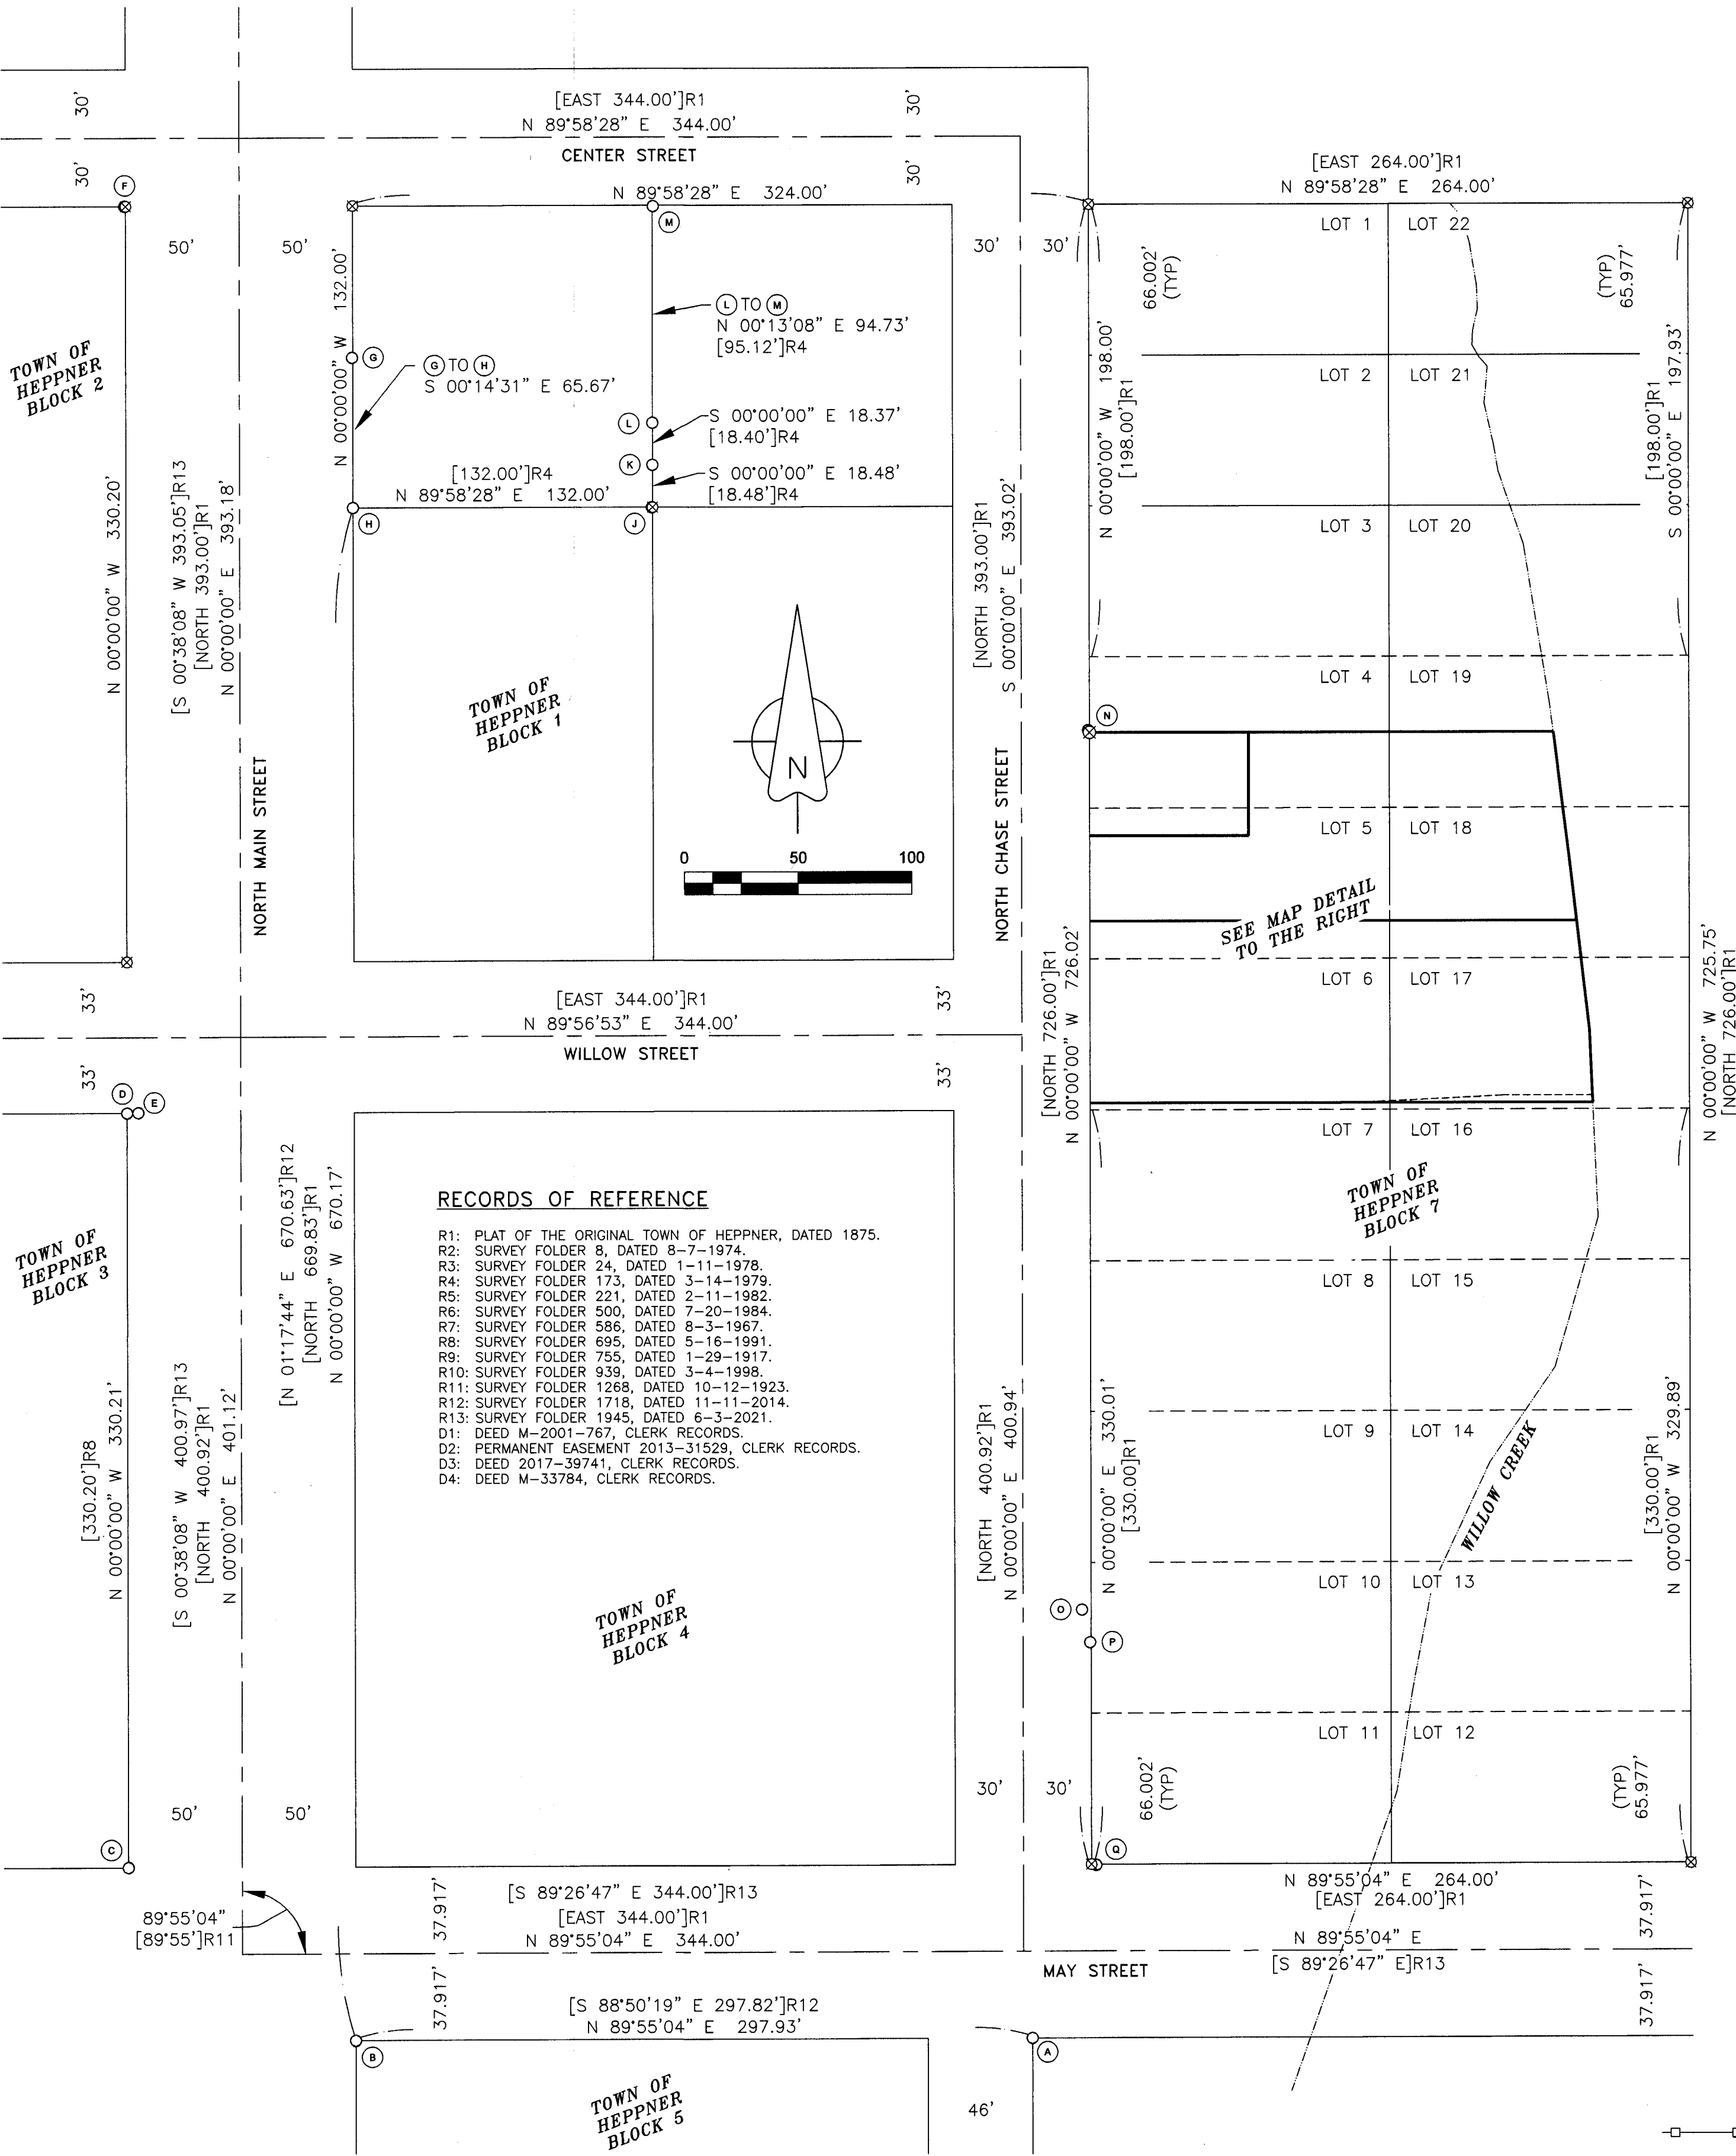 30'
[EAST 344.00']R1
N 89°58'28" E 344.00'
30'
CENTER STREET
30'
30'
F
N 89°58'28" E 324.00'
M
[EAST 264.00']R1
N 89°58'28" E 264.00'
50'
50'
30'
30'
LOT 1
LOT 22
66.002'
(TYP)
(TYP)
65.977'
N 00°00'00" W 132.00'
L TO M
N 00°13'08" E 94.73'
[95.12']R4
TOWN OF
HEPPNER
BLOCK 2
G
G TO H
S 00°14'31" E 65.67'
N 00°00'00" W 198.00'
[198.00']R1
LOT 2
LOT 21
[198.00']R1
S 00°00'00" E 197.93'
L
S 00°00'00" E 18.37'
[18.40']R4
K
S 00°00'00" E 18.48'
[18.48']R4
[132.00']R4
N 89°58'28" E 132.00'
H
J
LOT 3
LOT 20
N 00°00'00" W 330.20'
[S 00°38'08" W 393.05']R13
[NORTH 393.00']R1
N 00°00'00" E 393.18'
[NORTH 393.00']R1
S 00°00'00" E 393.02'
LOT 4
LOT 19
TOWN OF
HEPPNER
BLOCK 1
N
N
NORTH MAIN STREET
NORTH CHASE STREET
LOT 5
LOT 18
0
50
100
SEE MAP DETAIL
TO THE RIGHT
LOT 6
LOT 17
33'
[EAST 344.00']R1
N 89°56'53" E 344.00'
33'
WILLOW STREET
33'
33'
[NORTH 726.00']R1
N 00°00'00" W 726.02'
N 00°00'00" W 725.75'
[NORTH 726.00']R1
D
E
LOT 7
LOT 16
TOWN OF
HEPPNER
BLOCK 7
[N 01°17'44" E 670.63']R12
[NORTH 669.83']R1
N 00°00'00" W 670.17'
RECORDS OF REFERENCE
R1: PLAT OF THE ORIGINAL TOWN OF HEPPNER, DATED 1875.
R2: SURVEY FOLDER 8, DATED 8-7-1974.
R3: SURVEY FOLDER 24, DATED 1-11-1978.
R4: SURVEY FOLDER 173, DATED 3-14-1979.
R5: SURVEY FOLDER 221, DATED 2-11-1982.
R6: SURVEY FOLDER 500, DATED 7-20-1984.
R7: SURVEY FOLDER 586, DATED 8-3-1967.
R8: SURVEY FOLDER 695, DATED 5-16-1991.
R9: SURVEY FOLDER 755, DATED 1-29-1917.
R10: SURVEY FOLDER 939, DATED 3-4-1998.
R11: SURVEY FOLDER 1268, DATED 10-12-1923.
R12: SURVEY FOLDER 1718, DATED 11-11-2014.
R13: SURVEY FOLDER 1945, DATED 6-3-2021.
D1: DEED M-2001-767, CLERK RECORDS.
D2: PERMANENT EASEMENT 2013-31529, CLERK RECORDS.
D3: DEED 2017-39741, CLERK RECORDS.
D4: DEED M-33784, CLERK RECORDS.
TOWN OF
HEPPNER
BLOCK 3
LOT 8
LOT 15
[330.20']R8
N 00°00'00" W 330.21'
[S 00°38'08" W 400.97']R13
[NORTH 400.92']R1
N 00°00'00" E 401.12'
[NORTH 400.92']R1
N 00°00'00" E 400.94'
N 00°00'00" E 330.01'
[330.00]R1
LOT 9
LOT 14
WILLOW CREEK
[330.00']R1
N 00°00'00" W 329.89'
LOT 10
LOT 13
O
P
TOWN OF
HEPPNER
BLOCK 4
LOT 11
LOT 12
50'
50'
30'
30'
66.002'
(TYP)
(TYP)
65.977'
C
Q
N 89°55'04" E 264.00'
[EAST 264.00']R1
37.917'
[S 89°26'47" E 344.00']R13
[EAST 344.00']R1
N 89°55'04" E 344.00'
37.917'
89°55'04"
[89°55']R11
N 89°55'04" E
[S 89°26'47" E]R13
MAY STREET
37.917'
37.917'
[S 88°50'19" E 297.82']R12
N 89°55'04" E 297.93'
B
A
TOWN OF
HEPPNER
BLOCK 5
46'